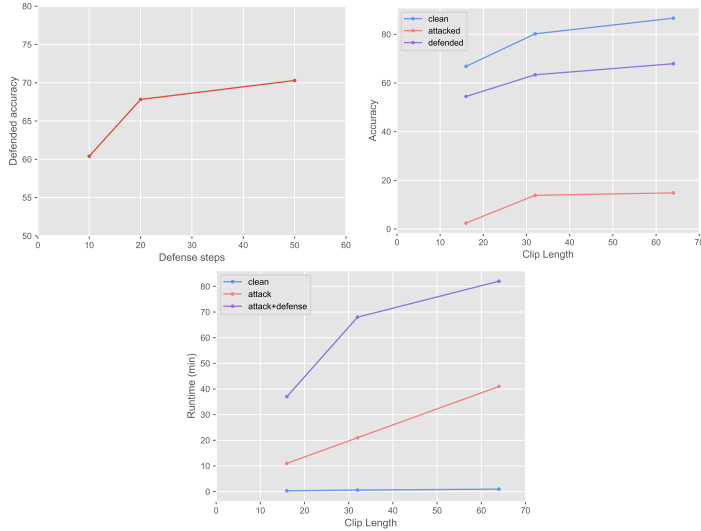 80
75
70
65
60
55
50
0 10 20 30 40 50 60
Defended accuracy
Defense steps
clean
attacked
defended
80
60
40
20
0
0 10 20 30 40 50 60 70
Accuracy
Clip Length
clean
attack
attack+defense
80
70
60
50
40
30
20
10
0
0 10 20 30 40 50 60 70
Runtime (min)
Clip Length